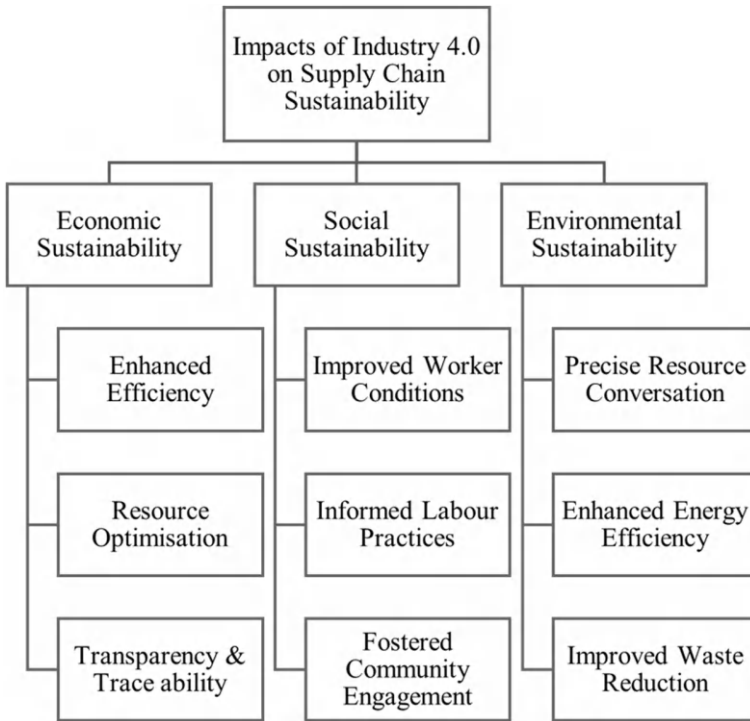 Impacts of Industry 4.0
on Supply Chain
Sustainability
Economic
Sustainability
Social
Sustainability
Environmental
Sustainability
Enhanced
Efficiency
Improved Worker
Conditions
Precise Resource
Conversation
Resource
Optimisation
Informed Labour
Practices
Enhanced Energy
Efficiency
Transparency &
Trace ability
Fostered
Community
Engagement
Improved Waste
Reduction